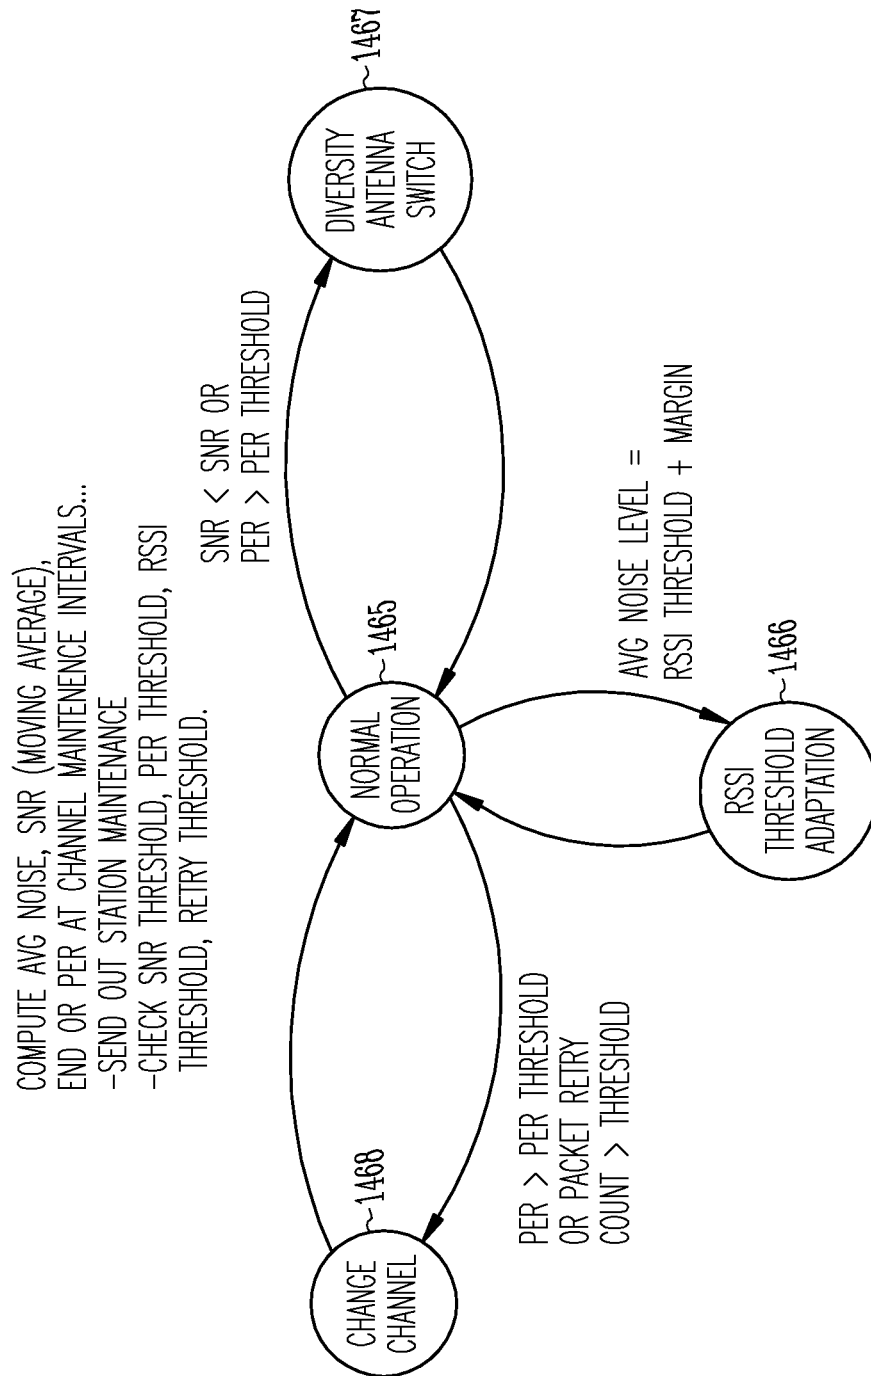 COMPUTE AVG NOISE, SNR (MOVING AVERAGE),
END OR PER AT CHANNEL MAINTENENCE INTERVALS...
-SEND OUT STATION MAINTENANCE
-CHECK SNR THRESHOLD, PER THRESHOLD, RSSI
THRESHOLD, RETRY THRESHOLD.
SNR < SNR OR
PER > PER THRESHOLD
1468
CHANGE
CHANNEL
1465
NORMAL
OPERATION
1467
DIVERSITY
ANTENNA
SWITCH
PER > PER THRESHOLD
OR PACKET RETRY
COUNT > THRESHOLD
AVG NOISE LEVEL =
RSSI THRESHOLD + MARGIN
1466
RSSI
THRESHOLD
ADAPTATION